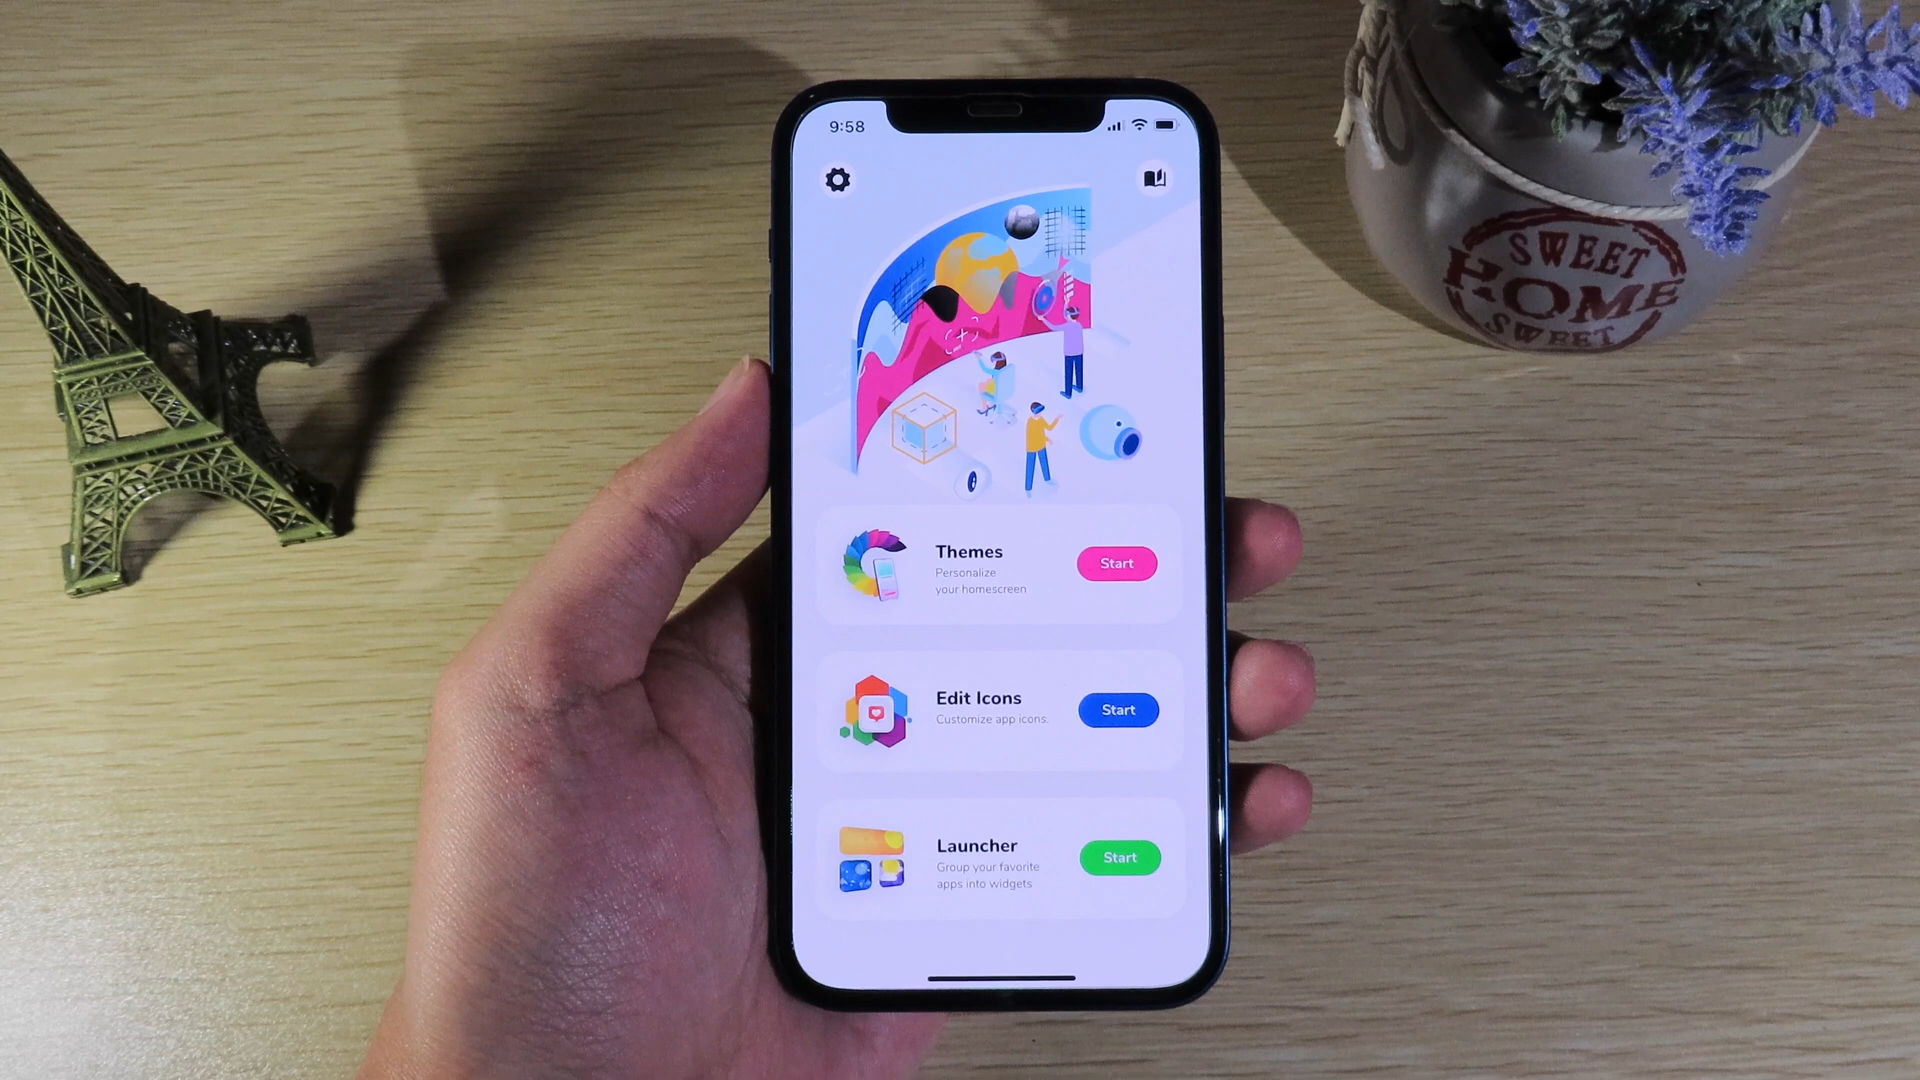 9:58
Themes
Personalize
your homescreen
Start
Edit Icons
Customize app icons.
Start
Launcher
Group your favorite
apps into widgets
Start
SWEET
HOME
SWEET